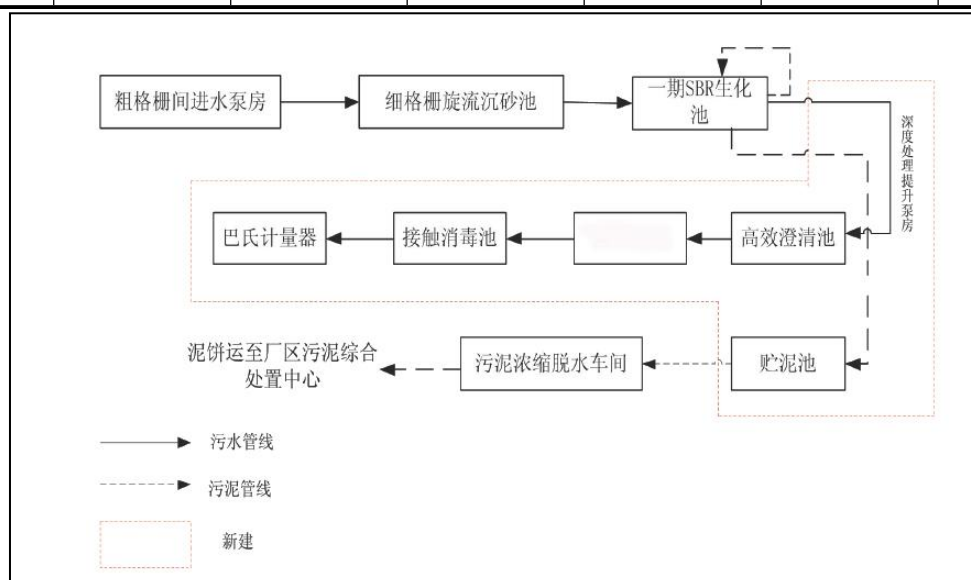 粗格栅间进水泵房
细格栅旋流沉砂池
一期SBR生化
池
深度处理提升泵房
巴氏计量器
接触消毒池
高效澄清池
泥饼运至厂区污泥综合
处置中心
污泥浓缩脱水车间
贮泥池
污水管线
污泥管线
新建